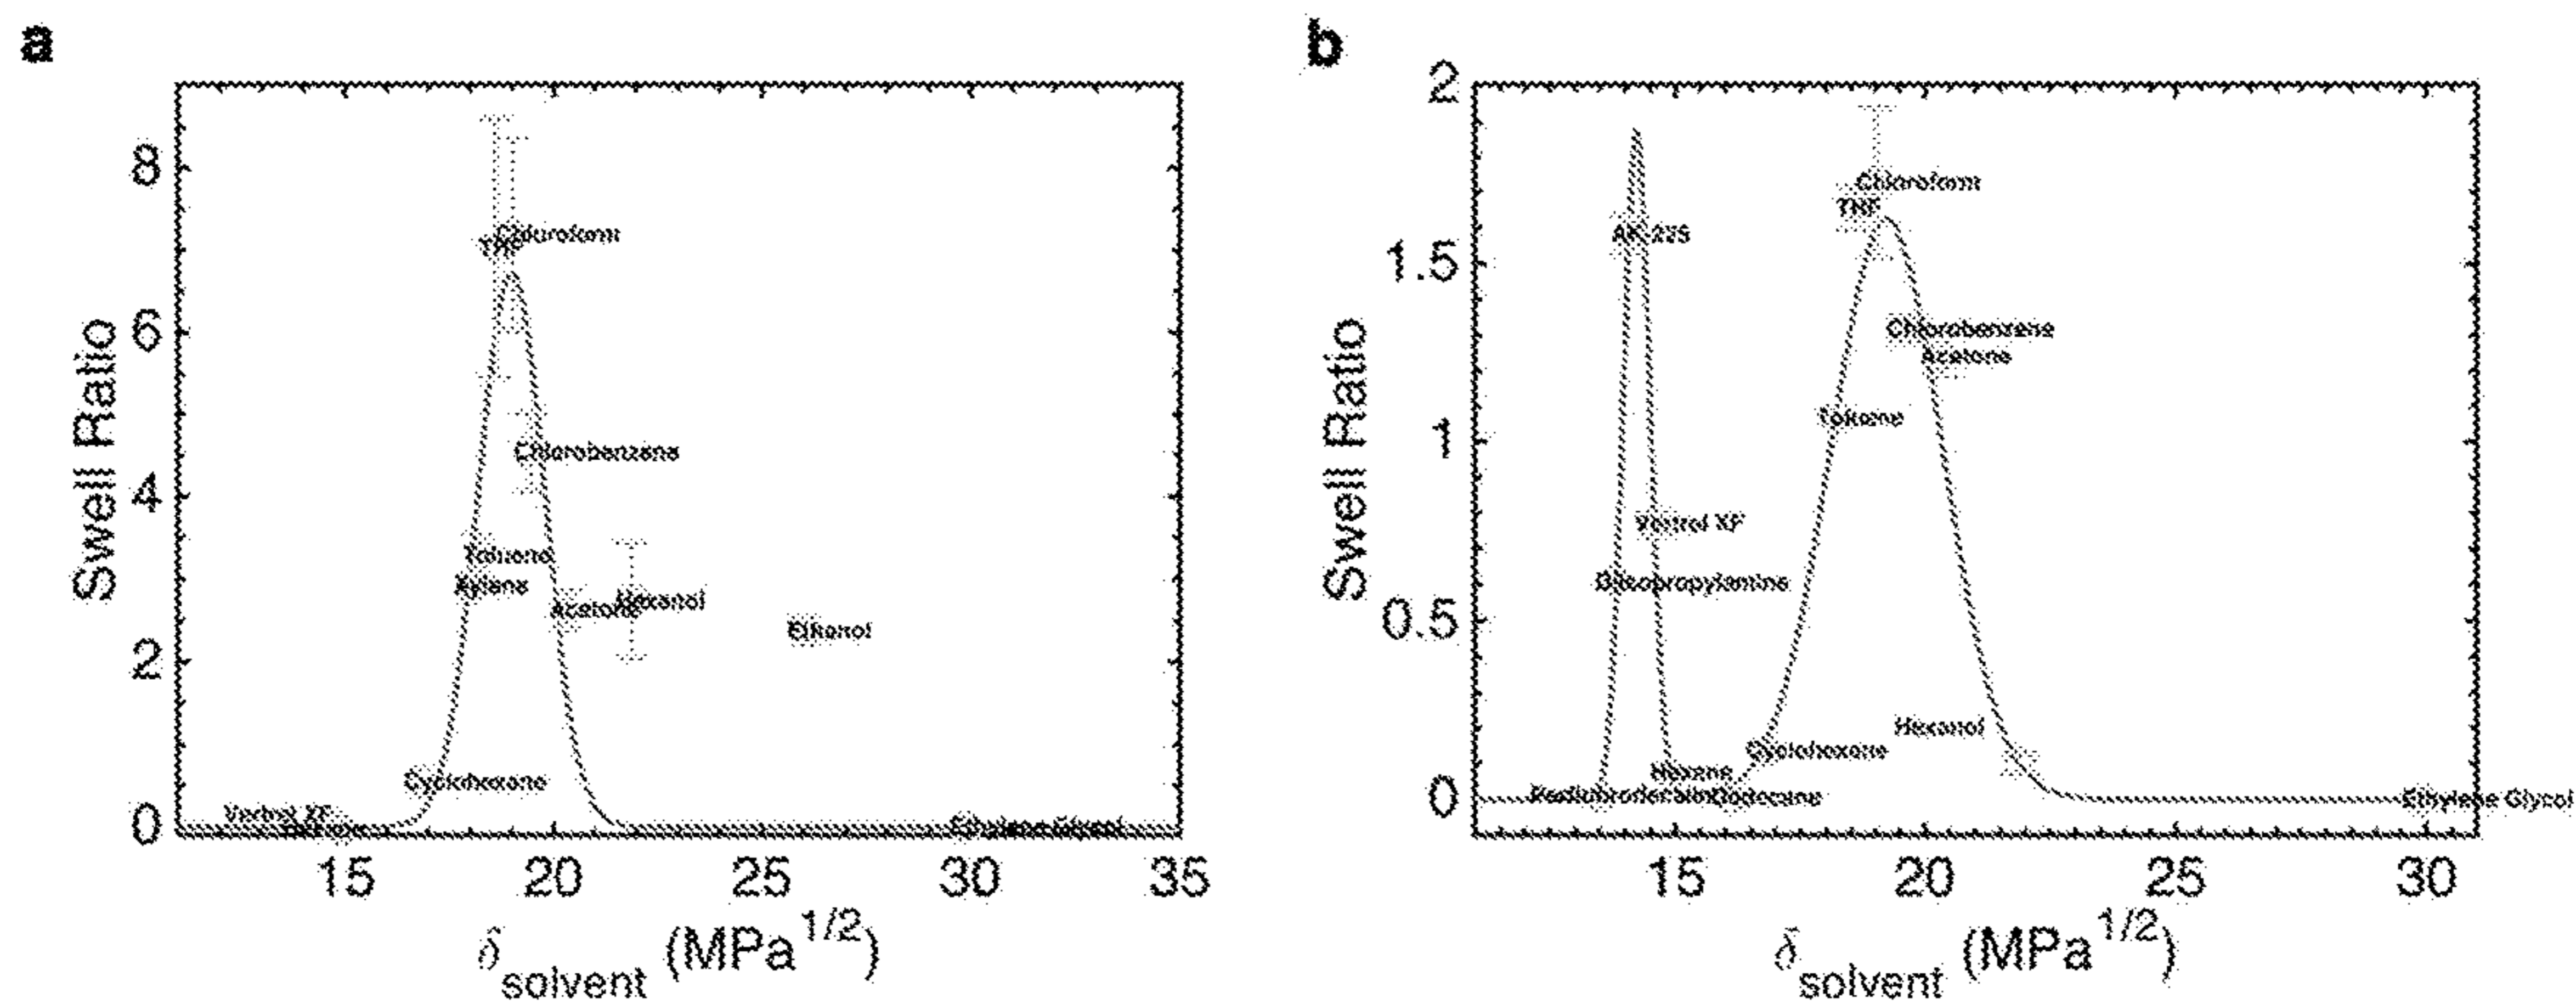 a
8
6
4
2
0
Swell Ratio
Chloroform
THF
Chlorobenzene
Toluene
Xylene
Acetone
Hexanol
Ethanol
Cyclohexane
Vertrel XF
15
20
25
30
35
δsolvent (MPa1/2)
b
2
1.5
1
0.5
0
Swell Ratio
Chloroform
THF
AK-225
Chlorobenzene
Acetone
Toluene
Vertrel XF
Diisopropylamine
Hexanol
Cyclohexane
Hexane
Dodecane
Ethylene Glycol
15
20
25
30
δsolvent (MPa1/2)